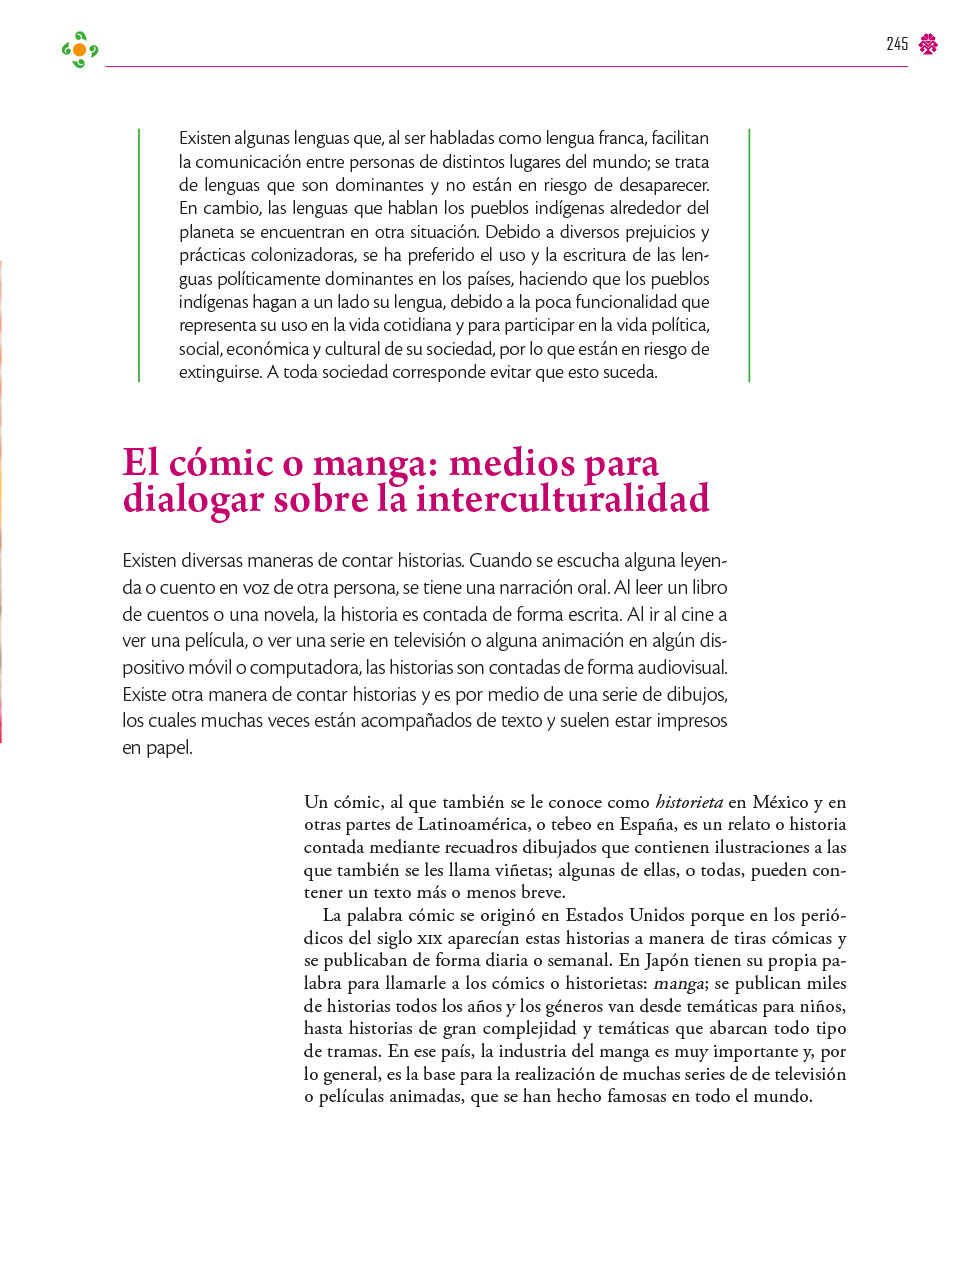 245
Existen algunas lenguas que, al ser habladas como lengua franca, facilitan
la comunicación entre personas de distintos lugares del mundo; se trata
de lenguas que son dominantes y no están en riesgo de desaparecer.
En cambio, las lenguas que hablan los pueblos indígenas alrededor del
planeta se encuentran en otra situación. Debido a diversos prejuicios y
prácticas colonizadoras, se ha preferido el uso y la escritura de las len-
guas políticamente dominantes en los países, haciendo que los pueblos
indígenas hagan a un lado su lengua, debido a la poca funcionalidad que
representa su uso en la vida cotidiana y para participar en la vida política,
social, económica y cultural de su sociedad, por lo que están en riesgo de
extinguirse. A toda sociedad corresponde evitar que esto suceda.
El cómic o manga: medios para
dialogar sobre la interculturalidad
Existen diversas maneras de contar historias. Cuando se escucha alguna leyen-
da o cuento en voz de otra persona, se tiene una narración oral. Al leer un libro
de cuentos o una novela, la historia es contada de forma escrita. Al ir al cine a
ver una película, o ver una serie en televisión o alguna animación en algún dis-
positivo móvil o computadora, las historias son contadas de forma audiovisual.
Existe otra manera de contar historias y es por medio de una serie de dibujos,
los cuales muchas veces están acompañados de texto y suelen estar impresos
en papel.
Un cómic, al que también se le conoce como historieta en México y en
otras partes de Latinoamérica, o tebeo en España, es un relato o historia
contada mediante recuadros dibujados que contienen ilustraciones a las
que también se les llama viñetas; algunas de ellas, o todas, pueden con-
tener un texto más o menos breve.
La palabra cómic se originó en Estados Unidos porque en los perió-
dicos del siglo XIX aparecían estas historias a manera de tiras cómicas y
se publicaban de forma diaria o semanal. En Japón tienen su propia pa-
labra para llamarle a los cómics o historietas: manga; se publican miles
de historias todos los años y los géneros van desde temáticas para niños,
hasta historias de gran complejidad y temáticas que abarcan todo tipo
de tramas. En ese país, la industria del manga es muy importante y, por
lo general, es la base para la realización de muchas series de de televisión
o películas animadas, que se han hecho famosas en todo el mundo.